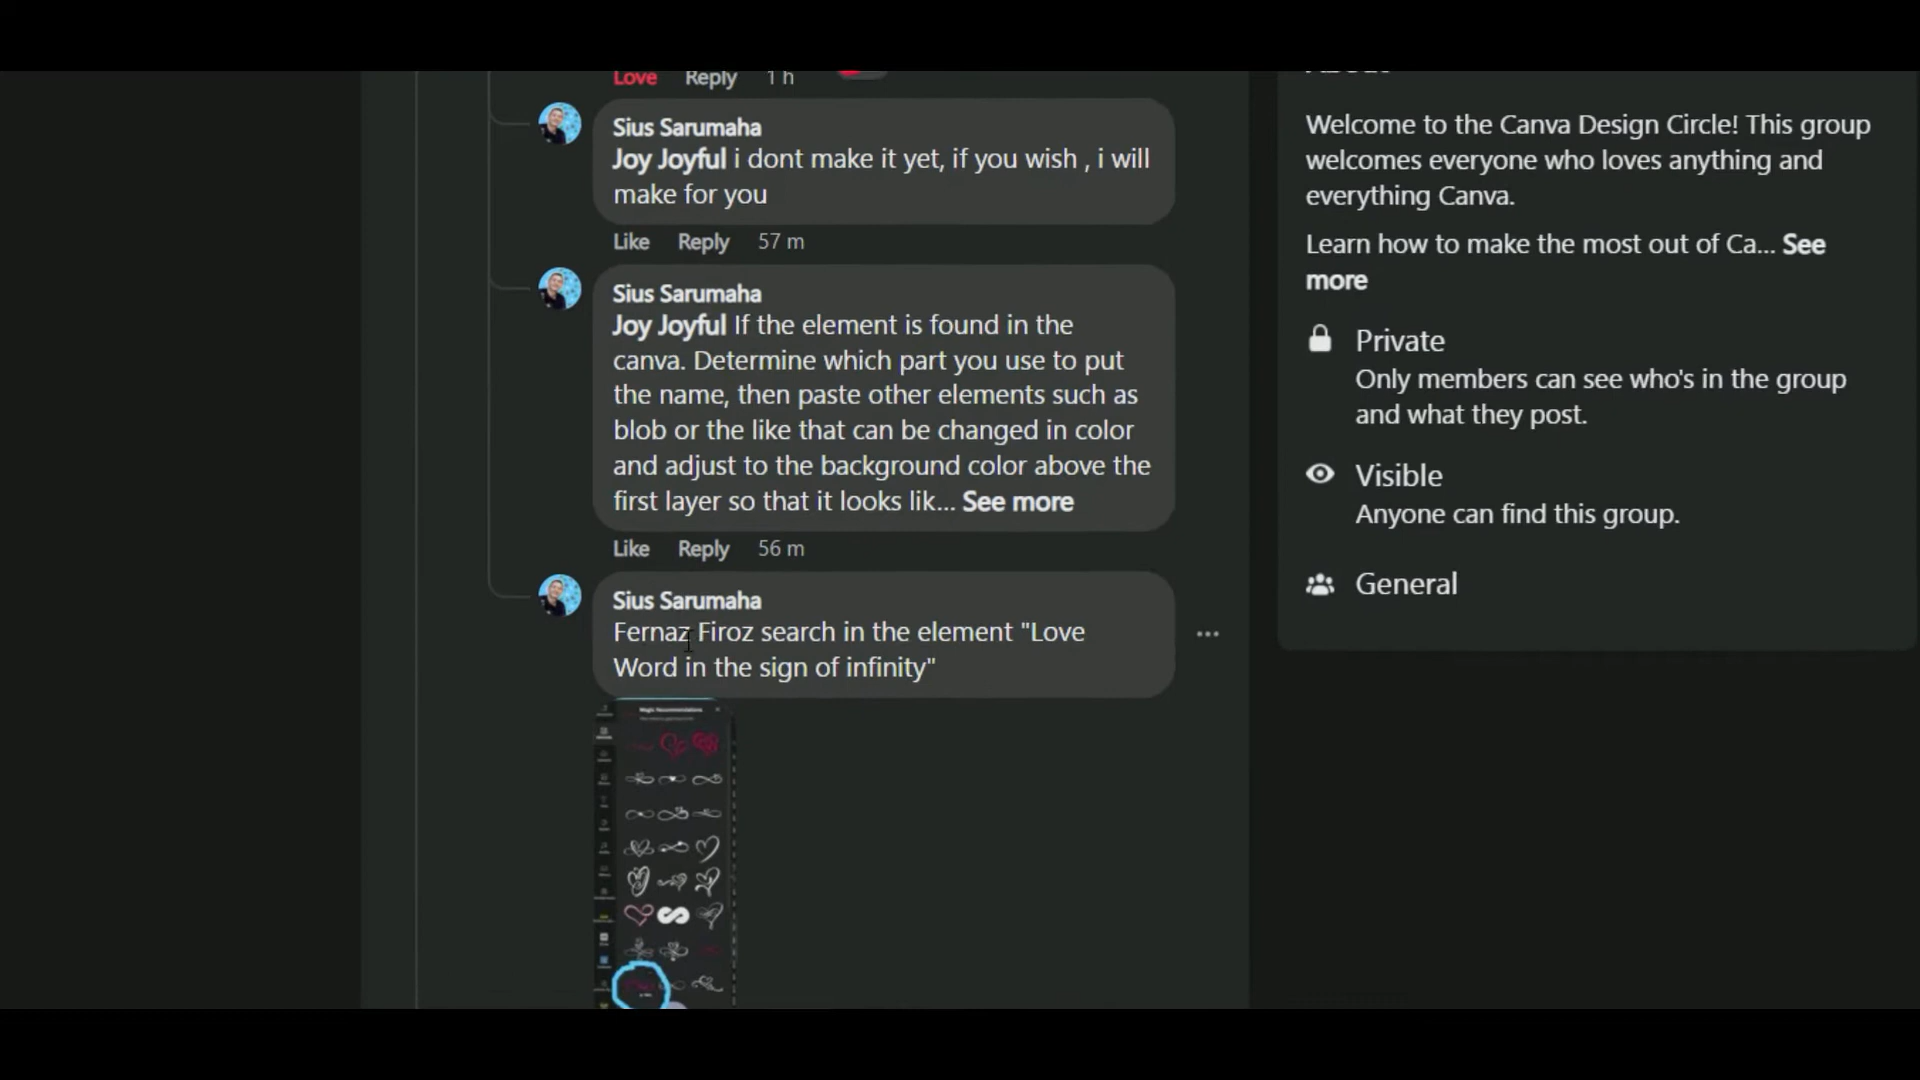 Love Reply 1 h
Sius Sarumaha
Joy Joyful i dont make it yet, if you wish , i will
make for you
Like Reply 57 m
Sius Sarumaha
Joy Joyful If the element is found in the
canva. Determine which part you use to put
the name, then paste other elements such as
blob or the like that can be changed in color
and adjust to the background color above the
first layer so that it looks lik... See more
Like Reply 56 m
Sius Sarumaha
Fernaz Firoz search in the element "Love
Word in the sign of infinity"
Magic Recommendations
Welcome to the Canva Design Circle! This group
welcomes everyone who loves anything and
everything Canva.
Learn how to make the most out of Ca... See
more
Private
Only members can see who's in the group
and what they post.
Visible
Anyone can find this group.
General